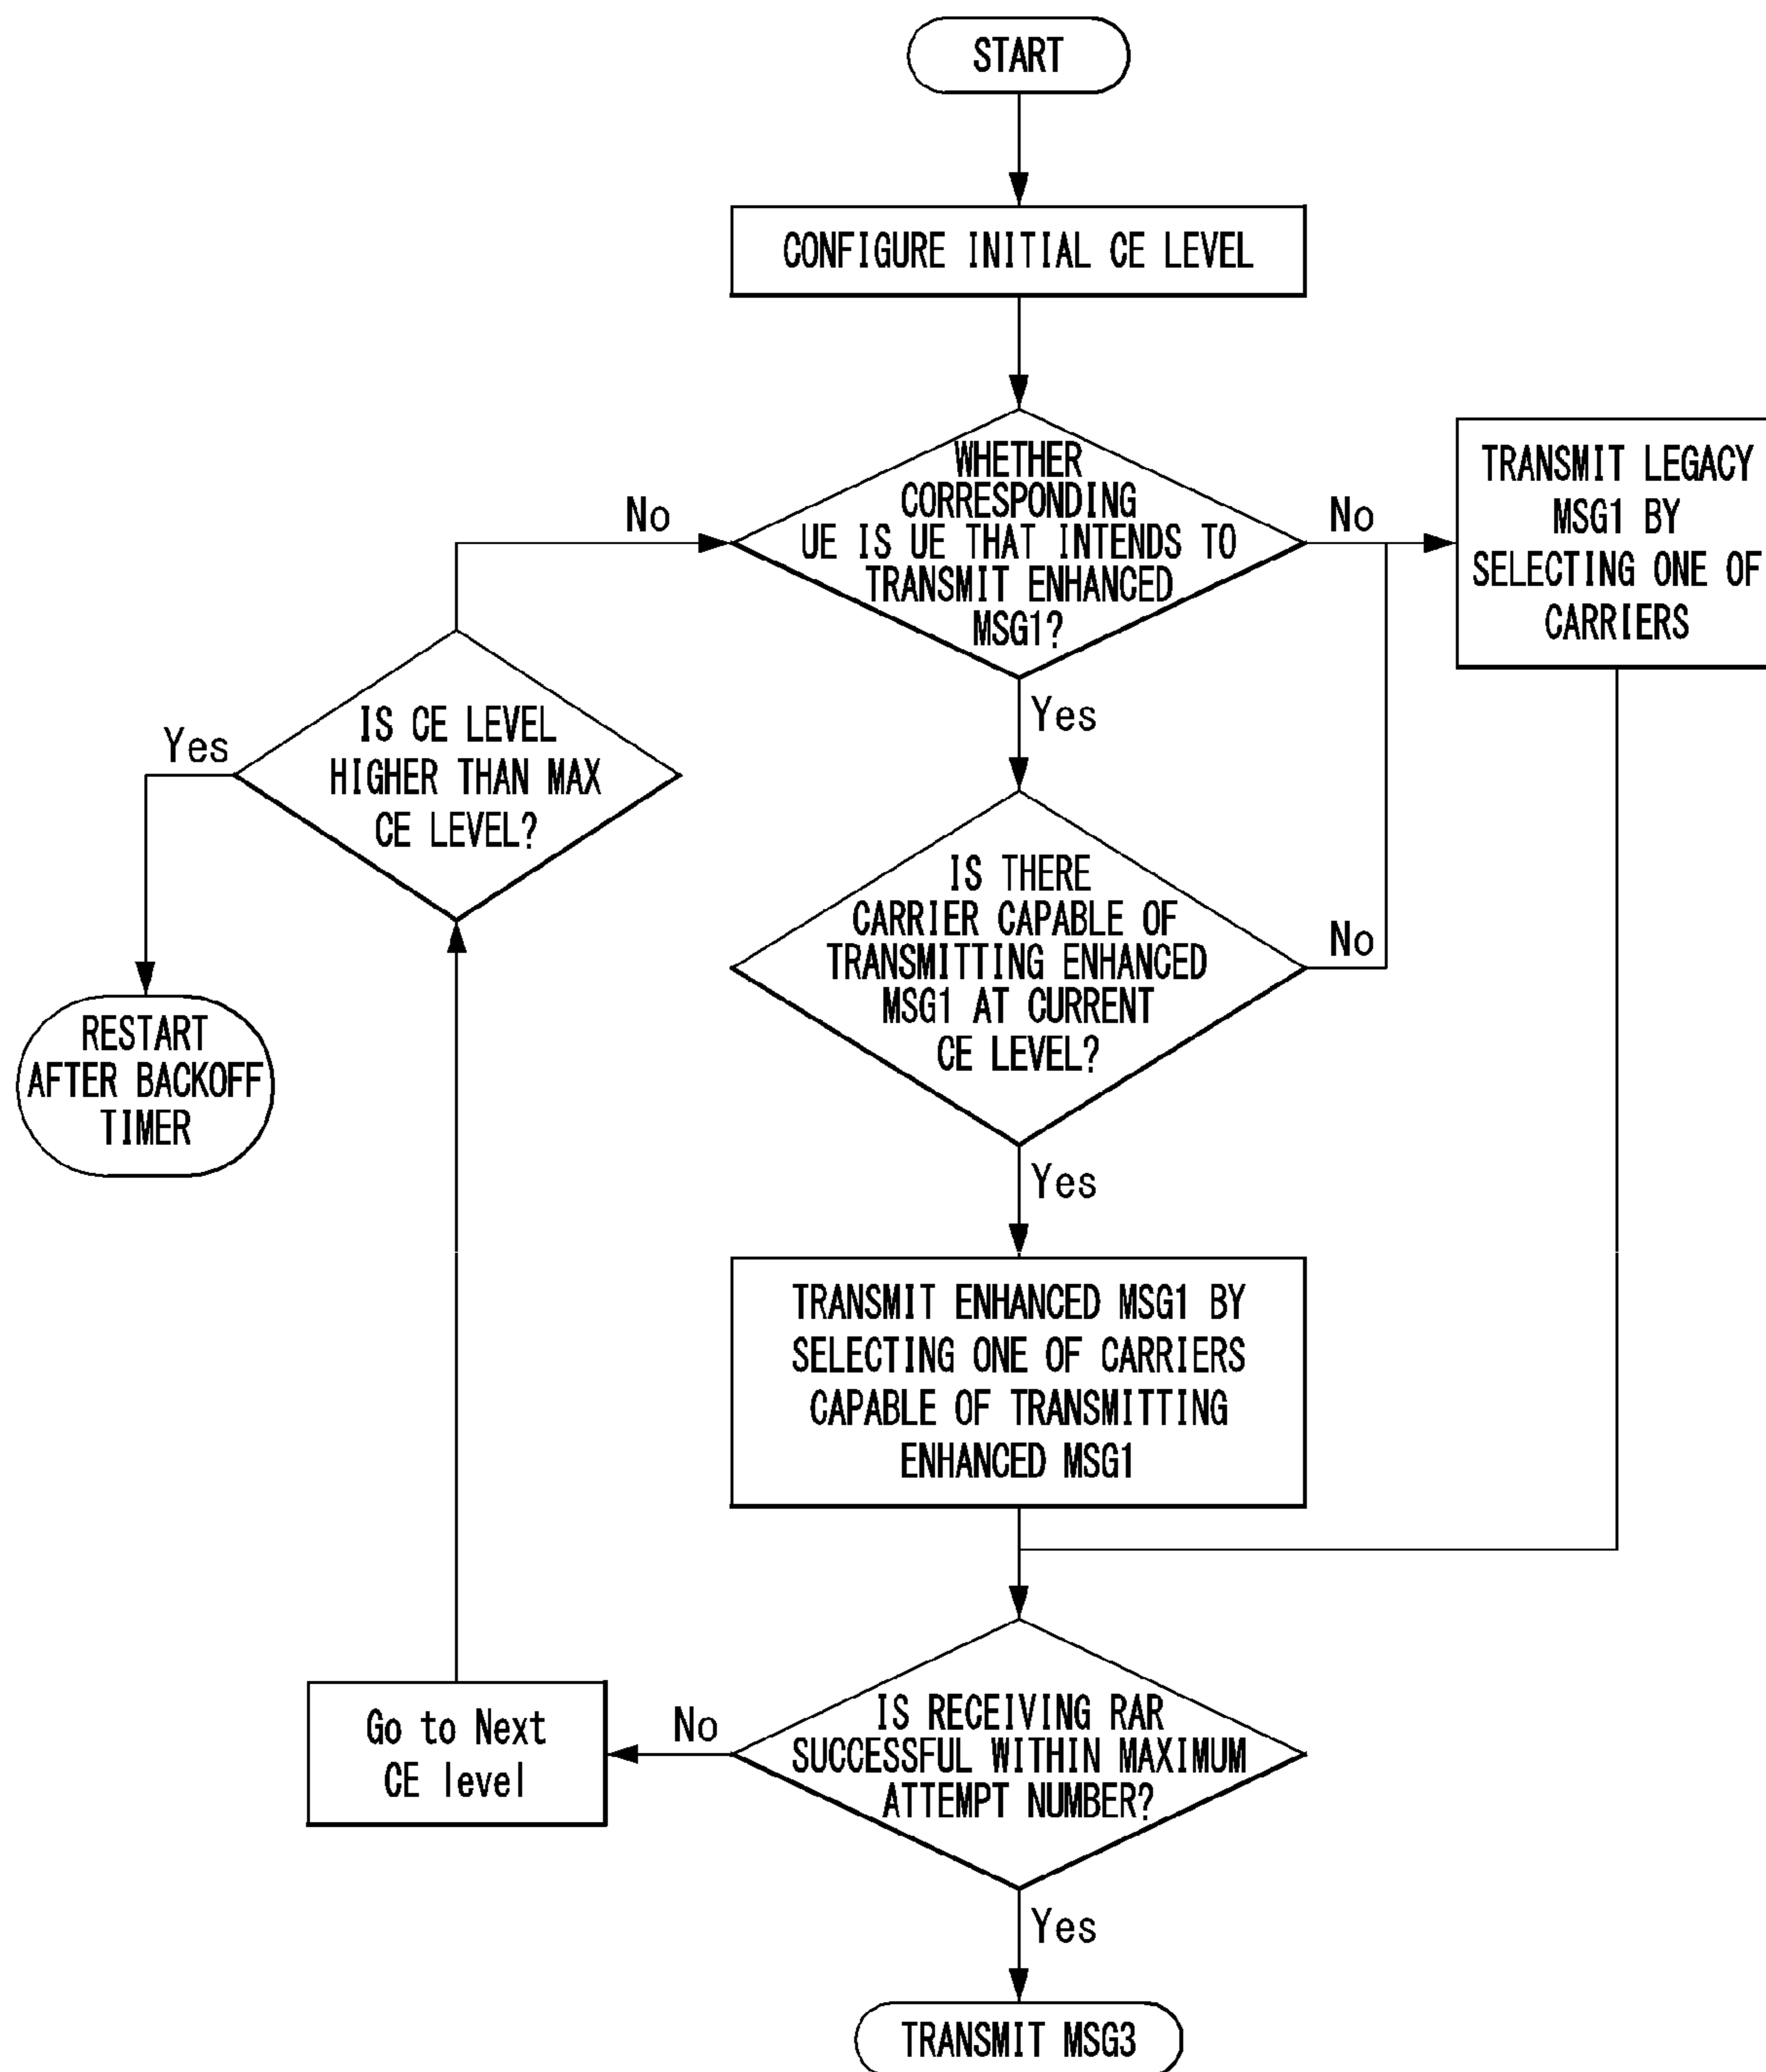 START
CONFIGURE INITIAL CE LEVEL
WHETHER
CORRESPONDING
UE IS UE THAT INTENDS TO
TRANSMIT ENHANCED
MSG1?
No
No
TRANSMIT LEGACY
MSG1 BY
SELECTING ONE OF
CARRIERS
Yes
IS CE LEVEL
HIGHER THAN MAX
CE LEVEL?
Yes
IS THERE
CARRIER CAPABLE OF
TRANSMITTING ENHANCED
MSG1 AT CURRENT
CE LEVEL?
No
RESTART
AFTER BACKOFF
TIMER
Yes
TRANSMIT ENHANCED MSG1 BY
SELECTING ONE OF CARRIERS
CAPABLE OF TRANSMITTING
ENHANCED MSG1
IS RECEIVING RAR
SUCCESSFUL WITHIN MAXIMUM
ATTEMPT NUMBER?
No
Go to Next
CE level
Yes
TRANSMIT MSG3